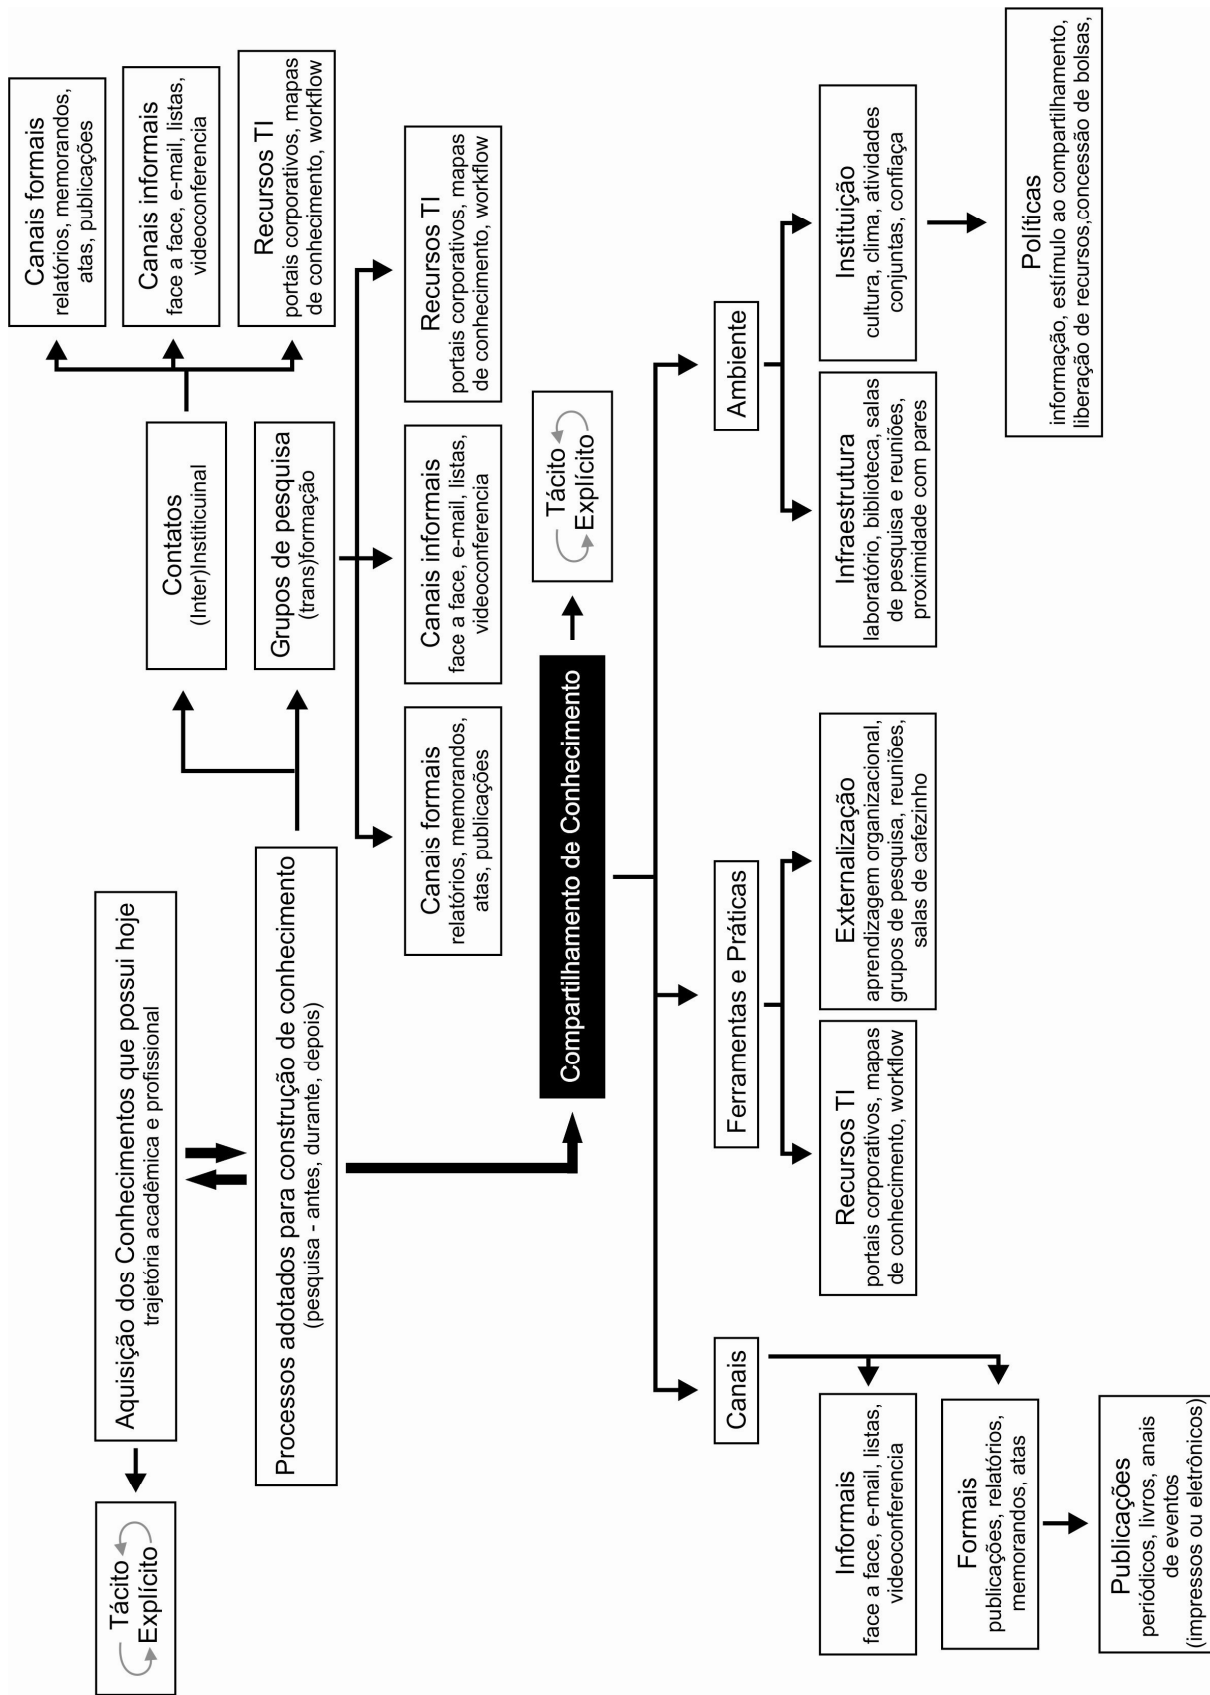 Tácito
Explícito
Aquisição dos Conhecimentos que possui hoje
trajetória acadêmica e profissional
Processos adotados para construção de conhecimento
(pesquisa - antes, durante, depois)
Contatos
(Inter)Institicuinal
Grupos de pesquisa
(trans)formação
Canais formais
relatórios, memorandos,
atas, publicações
Canais informais
face a face, e-mail, listas,
videoconferencia
Recursos TI
portais corporativos, mapas
de conhecimento, workflow
Canais formais
relatórios, memorandos,
atas, publicações
Canais informais
face a face, e-mail, listas,
videoconferencia
Recursos TI
portais corporativos, mapas
de conhecimento, workflow
Compartilhamento de Conhecimento
Tácito
Explícito
Canais
Ferramentas e Práticas
Ambiente
Informais
face a face, e-mail, listas,
videoconferencia
Formais
publicações, relatórios,
memorandos, atas
Publicações
periódicos, livros, anais
de eventos
(impressos ou eletrônicos)
Recursos TI
portais corporativos, mapas
de conhecimento, workflow
Externalização
aprendizagem organizacional,
grupos de pesquisa, reuniões,
salas de cafezinho
Infraestrutura
laboratório, biblioteca, salas
de pesquisa e reuniões,
proximidade com pares
Instituição
cultura, clima, atividades
conjuntas, confiaça
Políticas
informação, estímulo ao compartilhamento,
liberação de recursos,concessão de bolsas,